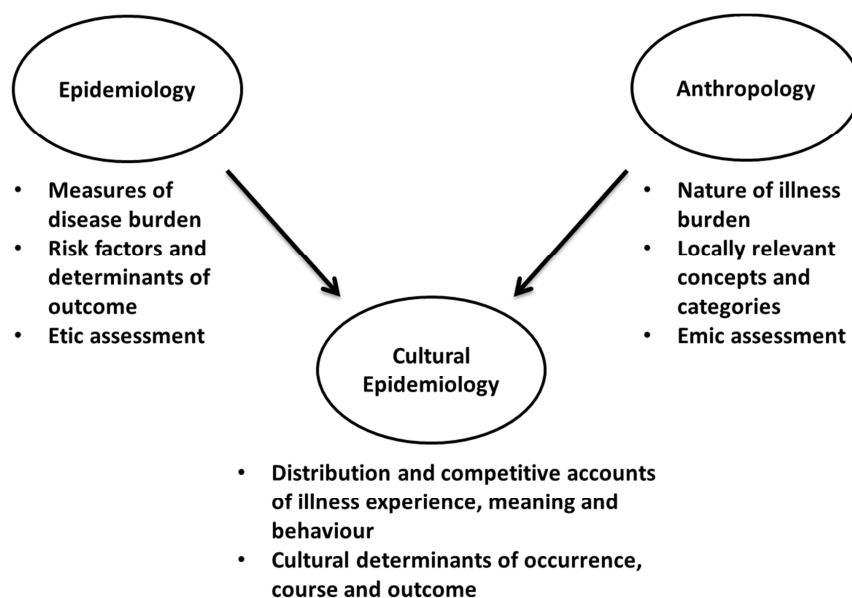 Epidemiology
• Measures of
disease burden
• Risk factors and
determinants of
outcome
• Etic assessment
Anthropology
• Nature of illness
burden
• Locally relevant
concepts and
categories
• Emic assessment
Cultural
Epidemiology
• Distribution and competitive accounts
of illness experience, meaning and
behaviour
• Cultural determinants of occurrence,
course and outcome